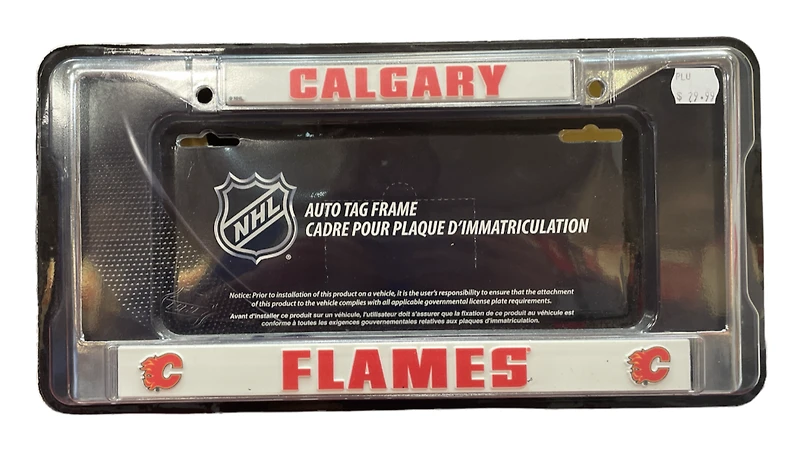 CALGARY
PLU
$ 29.99
NHL
AUTO TAG FRAME
CADRE POUR PLAQUE D'IMMATRICULATION
Notice: Prior to installation of this product on a vehicle, it is the user's responsibility to ensure that the attachment
of this product to the vehicle complies with all applicable governmental license plate requirements.
Avant d'installer ce produit sur un véhicule, l'utilisateur doit s'assurer que la fixation de ce produit au véhicule est
conforme à toutes les exigences gouvernementales relatives aux plaques d'immatriculation.
C FLAMES C